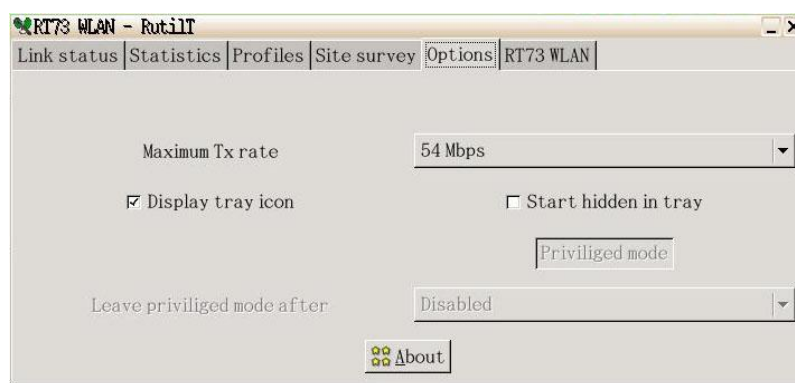 RT73 WLAN - RutilT
Link status Statistics Profiles Site survey Options RT73 WLAN
Maximum Tx rate 54 Mbps
Display tray icon Start hidden in tray
Priviliged mode
Leave priviliged mode after Disabled
About